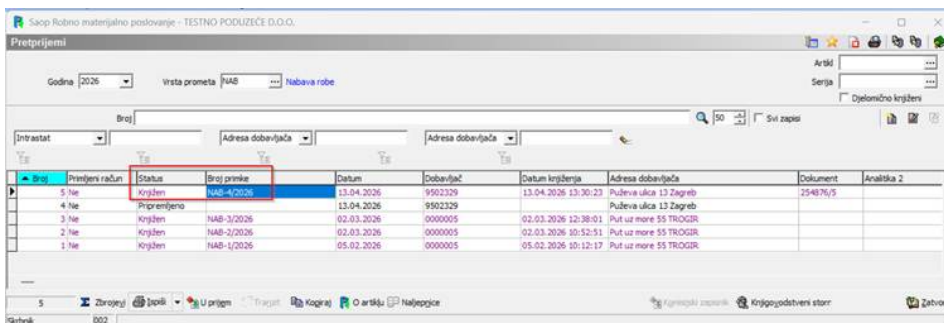 Saop Robno materijalno poslovanje - TESTNO PODUZEĆE D.O.O.
Pretprijemi
Artikl
Godina 2026 Vrsta prometa NAB Nabava robe
Serija
Djelomično knjiženi
Broj 50 Svi zapisi
Intrastat Adresa dobavljača Adresa dobavljača
Broj Primljeni račun Status Broj primke Datum Dobavljač Datum knjiženja Adresa dobavljača Dokument Analitika 2
5 Ne Knjižen NAB-4/2026 13.04.2026 9502329 13.04.2026 13:30:23 Puževa ulica 13 Zagreb 254876/5
4 Ne Pripremljeno 13.04.2026 9502329 Puževa ulica 13 Zagreb
3 Ne Knjižen NAB-3/2026 02.03.2026 0000005 02.03.2026 12:38:01 Put uz more 55 TROGIR
2 Ne Knjižen NAB-2/2026 02.03.2026 0000005 02.03.2026 10:52:51 Put uz more 55 TROGIR
1 Ne Knjižen NAB-1/2026 05.02.2026 0000005 05.02.2026 10:12:17 Put uz more 55 TROGIR
5 Zbrojevi Ispiši U prijem Kopiraj O artiklu Naljepnice Knjigovodstveni storr Zatvo
Skrbnik 002